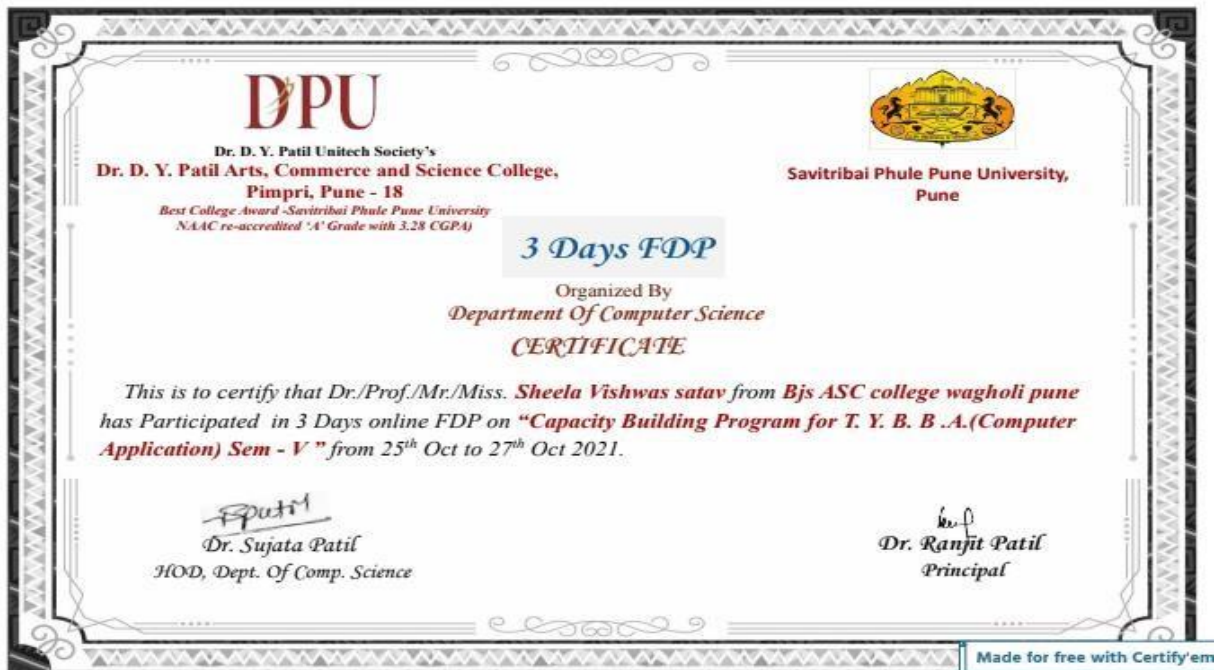 DPU
Dr. D. Y. Patil Unitech Society's
Dr. D. Y. Patil Arts, Commerce and Science College,
Pimpri, Pune - 18
Best College Award -Savitribai Phule Pune University
NAAC re-accredited 'A' Grade with 3.28 CGPA)
Savitribai Phule Pune University,
Pune
3 Days FDP
Organized By
Department Of Computer Science
CERTIFICATE
This is to certify that Dr./Prof./Mr./Miss. Sheela Vishwas satav from Bjs ASC college wagholi pune
has Participated in 3 Days online FDP on “Capacity Building Program for T. Y. B. B .A.(Computer
Application) Sem - V ” from 25th Oct to 27th Oct 2021.
Dr. Sujata Patil
HOD, Dept. Of Comp. Science
Dr. Ranjit Patil
Principal
Made for free with Certify'em